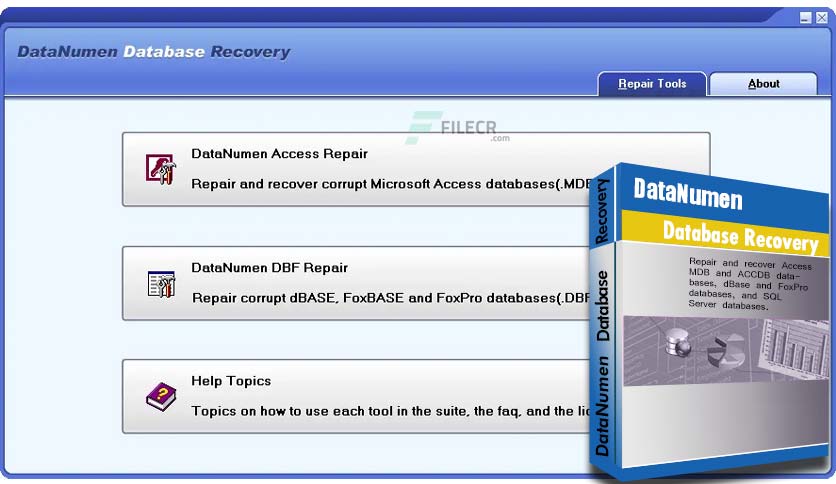 DataNumen Database Recovery
Repair Tools
About
FILECR
.com
DataNumen Access Repair
Repair and recover corrupt Microsoft Access databases(.MDB
DataNumen DBF Repair
Repair corrupt dBASE, FoxBASE and FoxPro databases(.DBF
Help Topics
Topics on how to use each tool in the suite, the faq, and the lic
DataNumen Database Recovery
DataNumen
Database Recovery
Repair and recover Access
MDB and ACCDB data-
bases, dBase and FoxPro
databases, and SQL
Server databases.